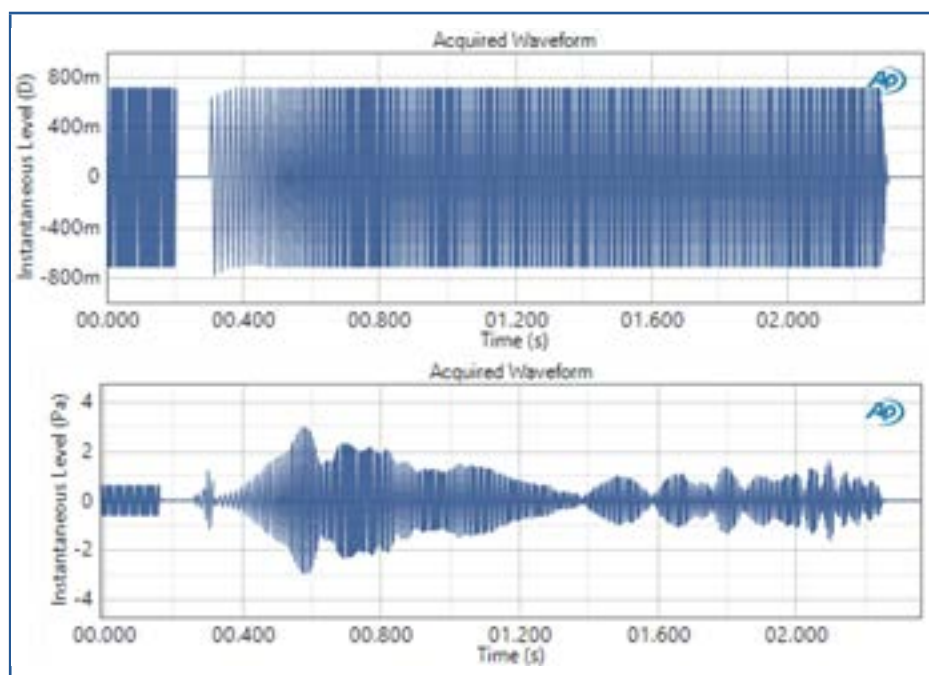 Acquired Waveform
Instantaneous Level (D)
800m
400m
0
-400m
-800m
00.000 00.400 00.800 01.200 01.600 02.000
Time (s)
AP
Acquired Waveform
Instantaneous Level (Pa)
4
2
0
-2
-4
00.000 00.400 00.800 01.200 01.600 02.000
Time (s)
AP